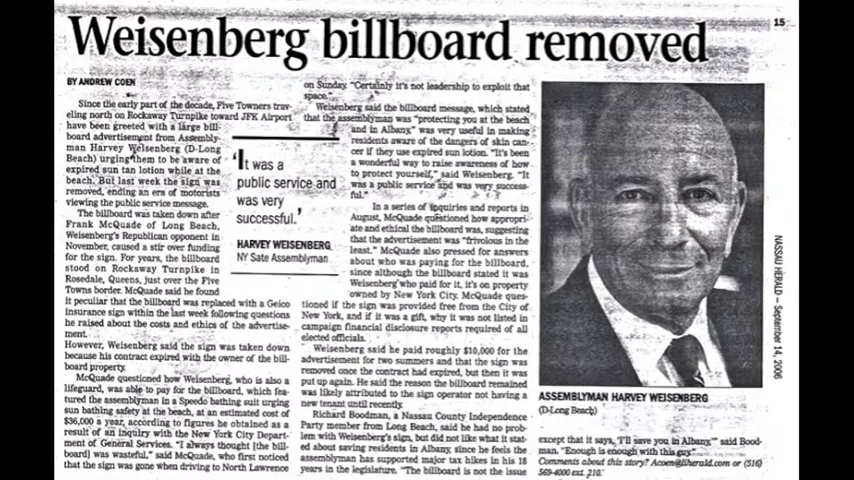 15
Weisenberg billboard removed
BY ANDREW COEN
Since the early part of the decade, Five Towners trav-
eling north on Rockaway Turnpike toward JFK Airport
have been greeted with a large bill-
board advertisement from Assembly-
man Harvey Weisenberg (D-Long
Beach) urging them to be aware of
expired sun tan lotion while at the
beach. But last week the sign was
removed, ending an era of motorists
viewing the public service message.
The billboard was taken down after
Frank McQuade of Long Beach,
Weisenberg's Republican opponent in
November, caused a stir over funding
for the sign. For years, the billboard
stood on Rockaway Turnpike in
Rosedale, Queens, just over the Five
Towns border. McQuade said he found
it peculiar that the billboard was replaced with a Geico
insurance sign within the last week following questions
he raised about the costs and ethics of the advertise-
ment.
However, Weisenberg said the sign was taken down
because his contract expired with the owner of the bill-
board property.
McQuade questioned how Weisenberg, who is also a
lifeguard, was able to pay for the billboard, which fea-
tured the assemblyman in a Speedo bathing suit urging
sun bathing safety at the beach, at an estimated cost of
$36,000 a year, according to figures he obtained as a
result of an inquiry with the New York City Depart-
ment of General Services. "I always thought [the bill-
board] was wasteful," said McQuade, who first noticed
that the sign was gone when driving to North Lawrence
'It was a
public service and
was very
successful.'
HARVEY WEISENBERG
NY Sate Assemblyman
on Sunday. "Certainly it's not leadership to exploit that
space."
Weisenberg said the billboard message, which stated
that the assemblyman was "protecting you at the beach
and in Albany," was very useful in making
residents aware of the dangers of skin can-
cer if they use expired sun lotion. "It's been
a wonderful way to raise awareness of how
to protect yourself," said Weisenberg. "It
was a public service and was very success-
ful."
In a series of inquiries and reports in
August, McQuade questioned how appropri-
ate and ethical the billboard was, suggesting
that the advertisement was "frivolous in the
least." McQuade also pressed for answers
about who was paying for the billboard,
since although the billboard stated it was
Weisenberg who paid for it, it's on property
owned by New York City. McQuade ques-
tioned if the sign was provided free from the City of
New York, and if it was a gift, why it was not listed in
campaign financial disclosure reports required of all
elected officials.
Weisenberg said he paid roughly $10,000 for the
advertisement for two summers and that the sign was
removed once the contract had expired, but then it was
put up again. He said the reason the billboard remained
was likely attributed to the sign operator not having a
new tenant until recently.
Richard Boodman, a Nassau County Independence
Party member from Long Beach, said he had no prob-
lem with Weisenberg's sign, but did not like what it stat-
ed about saving residents in Albany, since he feels the
assemblyman has supported major tax hikes in his 18
years in the legislature. "The billboard is not the issue
ASSEMBLYMAN HARVEY WEISENBERG
(D-Long Beach)
except that it says, 'I'll save you in Albany,'" said Bood-
man. "Enough is enough with this guy."
Comments about this story? Acoen@liherald.com or (516)
569-4000 ext. 210.
NASSAU HERALD — September 14, 2006